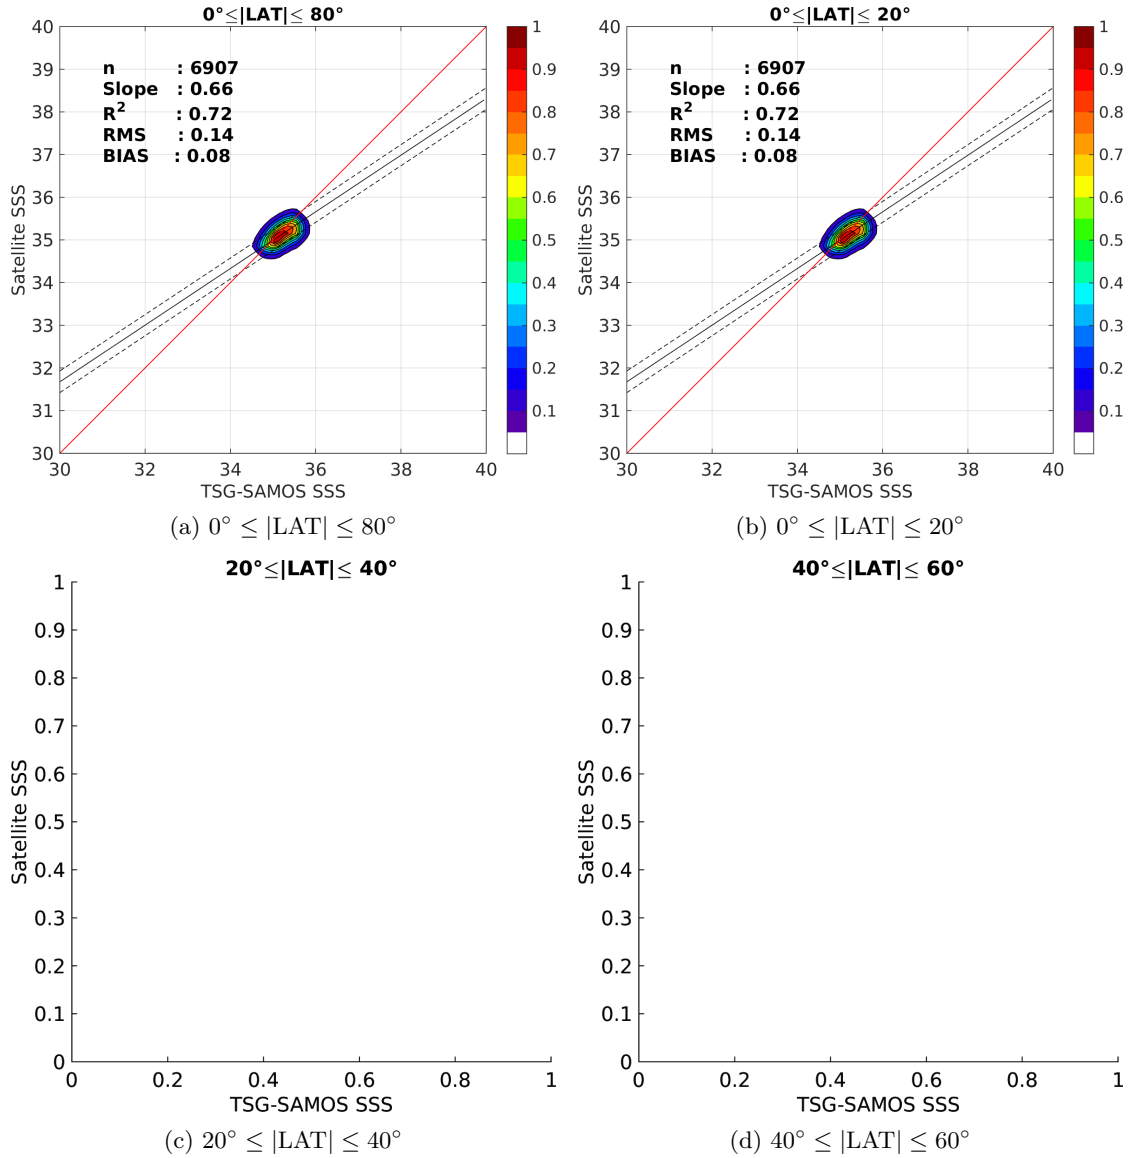 0°≤|LAT|≤ 80°
40
39
38
37
36
35
34
33
32
31
30
Satellite SSS
n : 6907
Slope : 0.66
R² : 0.72
RMS : 0.14
BIAS : 0.08
30 32 34 36 38 40
TSG-SAMOS SSS
1
0.9
0.8
0.7
0.6
0.5
0.4
0.3
0.2
0.1
(a) 0° ≤ |LAT| ≤ 80°
0°≤|LAT|≤ 20°
40
39
38
37
36
35
34
33
32
31
30
Satellite SSS
n : 6907
Slope : 0.66
R² : 0.72
RMS : 0.14
BIAS : 0.08
30 32 34 36 38 40
TSG-SAMOS SSS
1
0.9
0.8
0.7
0.6
0.5
0.4
0.3
0.2
0.1
(b) 0° ≤ |LAT| ≤ 20°
20°≤|LAT|≤ 40°
1
0.9
0.8
0.7
0.6
0.5
0.4
0.3
0.2
0.1
0
Satellite SSS
0 0.2 0.4 0.6 0.8 1
TSG-SAMOS SSS
(c) 20° ≤ |LAT| ≤ 40°
40°≤|LAT|≤ 60°
1
0.9
0.8
0.7
0.6
0.5
0.4
0.3
0.2
0.1
0
Satellite SSS
0 0.2 0.4 0.6 0.8 1
TSG-SAMOS SSS
(d) 40° ≤ |LAT| ≤ 60°